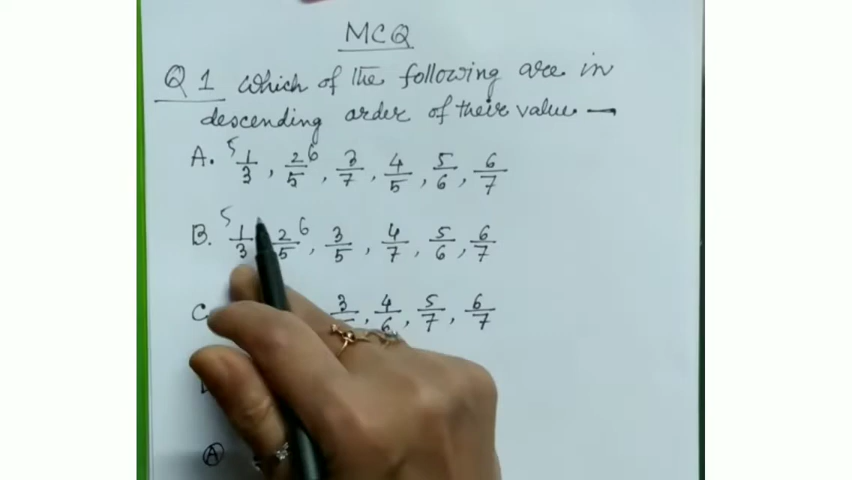 MCQ
Q 1 Which of the following are in
descending order of their value —
A. 5 1/3, 2/5 6, 3/7, 4/5, 5/6, 6/7
B. 5 1/3 2/5 6, 3/5, 4/7, 5/6, 6/7
C 3, 4/6, 5/7, 6/7
A